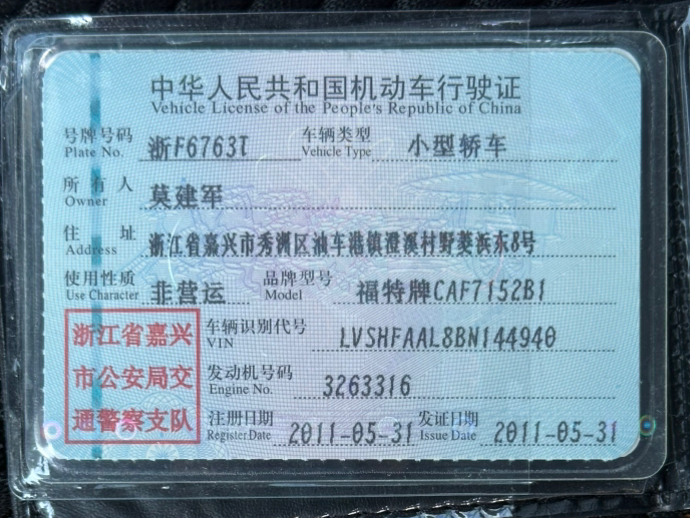 中华人民共和国机动车行驶证
Vehicle License of the People's Republic of China
号牌号码 浙F6763T 车辆类型 小型轿车
Plate No. Vehicle Type
所有人 莫建军
Owner
住址 浙江省嘉兴市秀洲区油车港镇澄溪村野菱浜东8号
Address
使用性质 非营运 品牌型号 福特牌CAF7152B1
Use Character Model
浙江省嘉兴
市公安局交
通警察支队
车辆识别代号 LVSHFAAL8BN144940
VIN
发动机号码 3263316
Engine No.
注册日期 2011-05-31 发证日期 2011-05-31
Register Date Issue Date